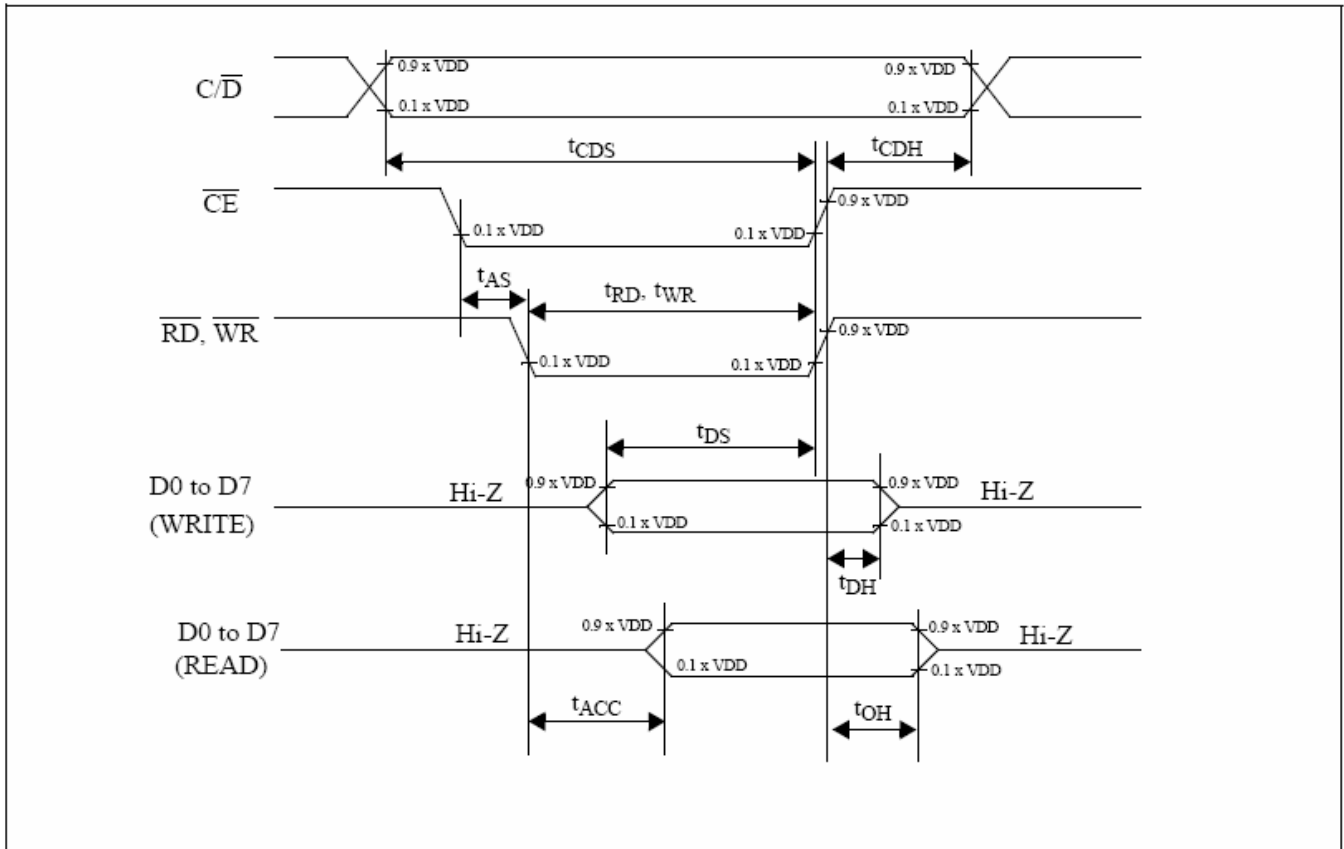 C/D̅
0.9 x VDD 0.9 x VDD
0.1 x VDD 0.1 x VDD
tCDS tCDH
C̅E̅
0.9 x VDD
0.1 x VDD 0.1 x VDD
tAS tRD, tWR
R̅D̅, W̅R̅
0.9 x VDD
0.1 x VDD 0.1 x VDD
tDS
D0 to D7
(WRITE)
Hi-Z 0.9 x VDD 0.9 x VDD Hi-Z
0.1 x VDD 0.1 x VDD
tDH
D0 to D7
(READ)
Hi-Z 0.9 x VDD 0.9 x VDD Hi-Z
0.1 x VDD 0.1 x VDD
tACC tOH